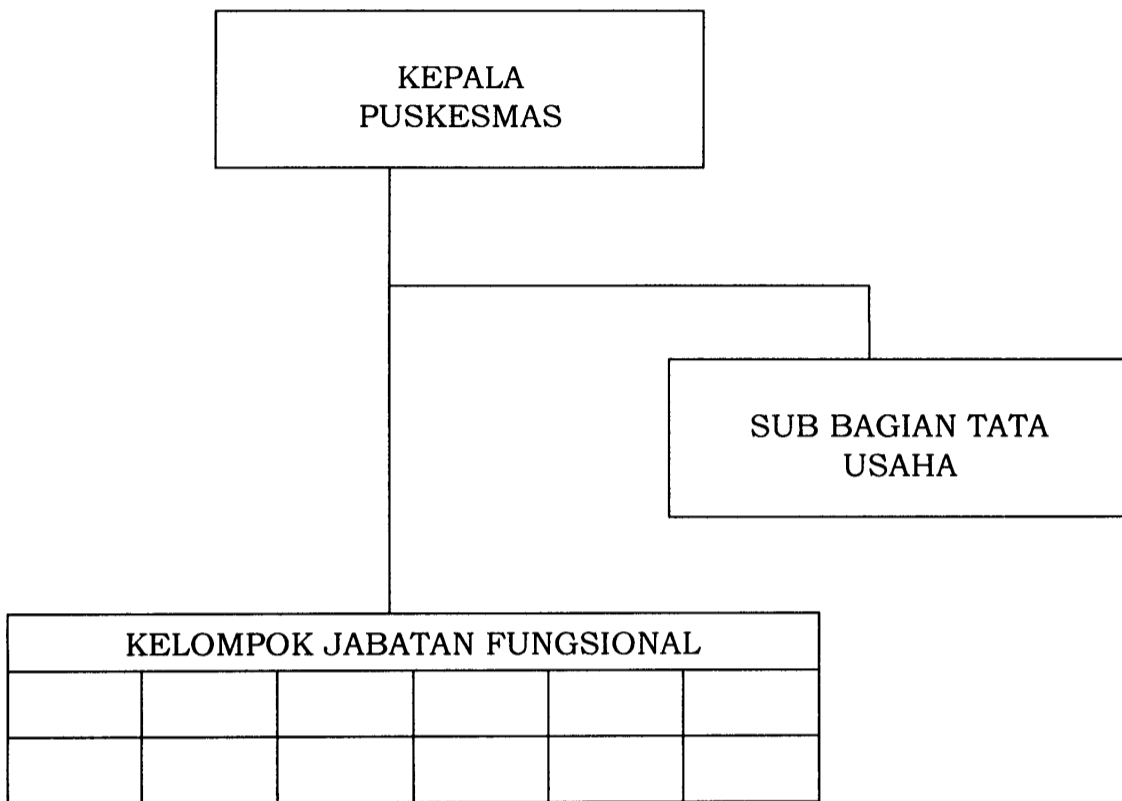 KEPALA
PUSKESMAS
SUB BAGIAN TATA
USAHA
KELOMPOK JABATAN FUNGSIONAL